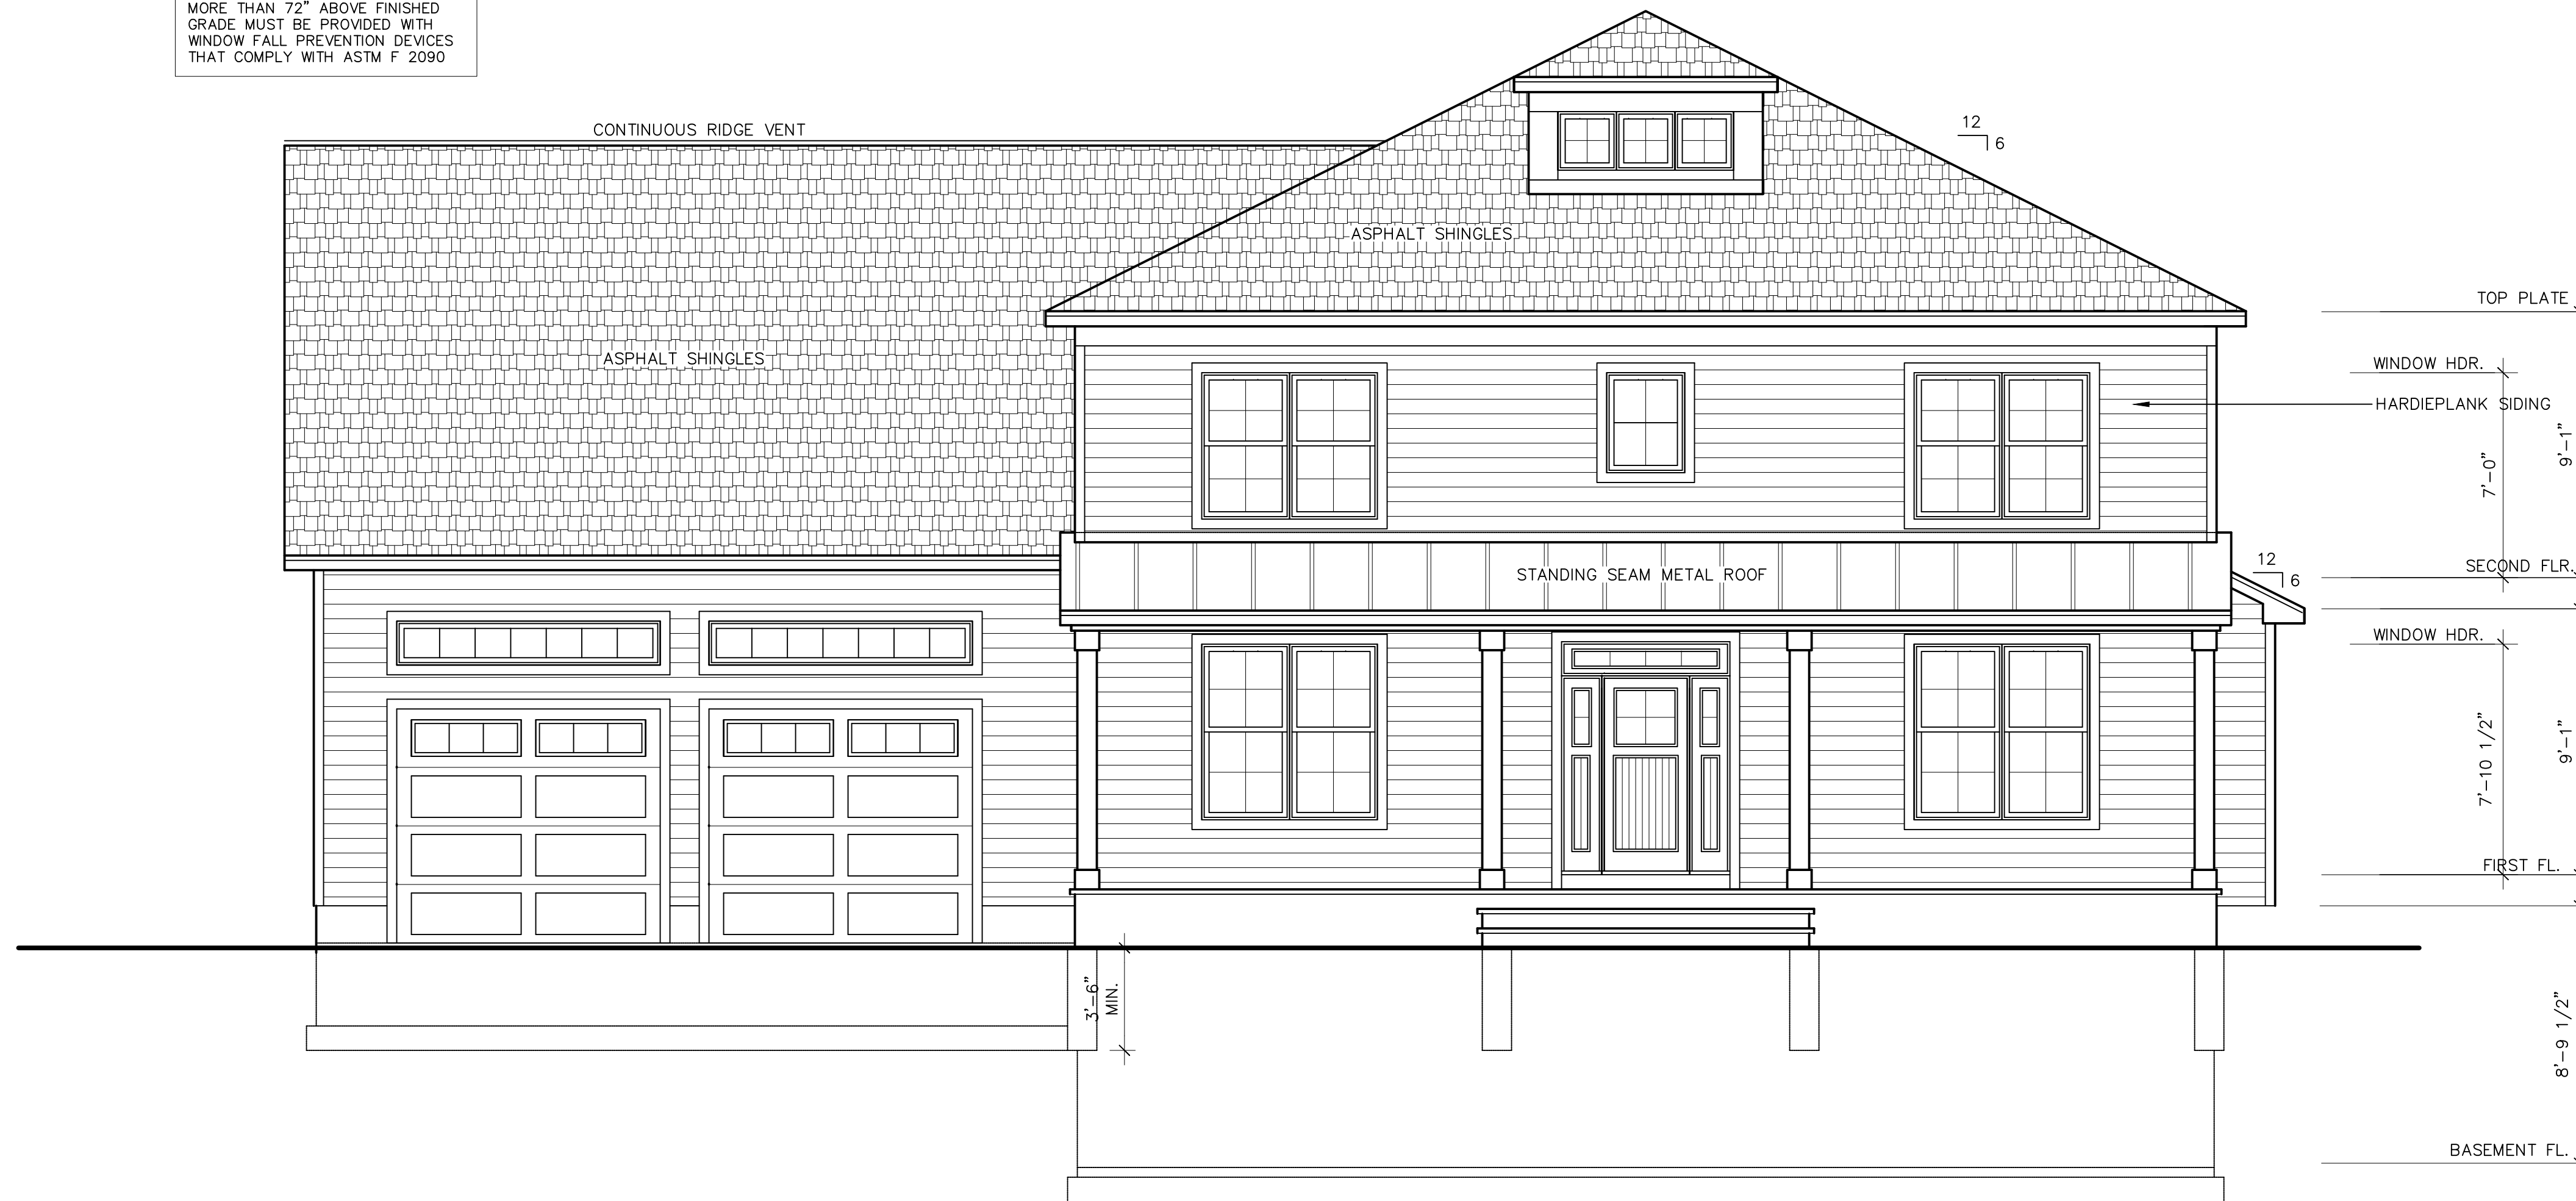 MORE THAN 72" ABOVE FINISHED
GRADE MUST BE PROVIDED WITH
WINDOW FALL PREVENTION DEVICES
THAT COMPLY WITH ASTM F 2090
CONTINUOUS RIDGE VENT
12
6
ASPHALT SHINGLES
ASPHALT SHINGLES
TOP PLATE
WINDOW HDR.
HARDIEPLANK SIDING
9'-1"
7'-0"
STANDING SEAM METAL ROOF
12
6
SECOND FLR.
WINDOW HDR.
7'-10 1/2"
9'-1"
FIRST FL.
3'-6"
MIN.
8'-9 1/2"
BASEMENT FL.